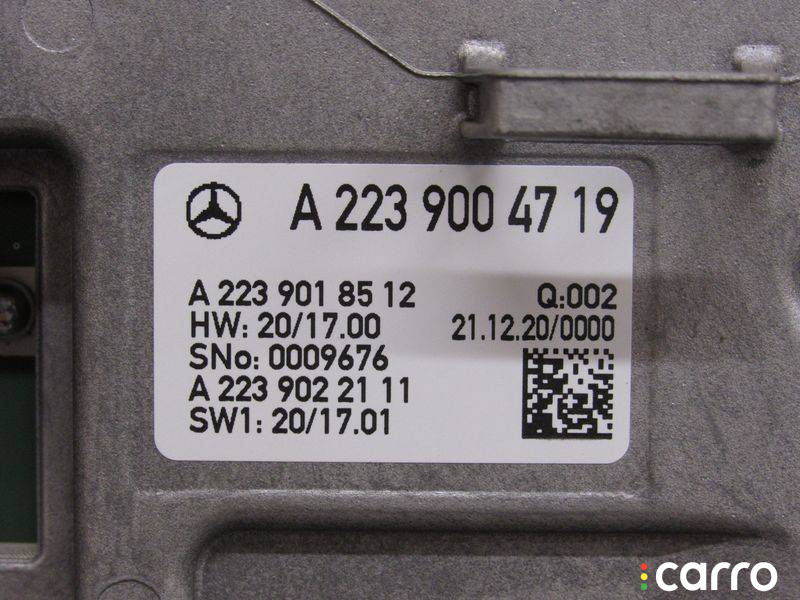 A 223 900 47 19
A 223 901 85 12
Q:002
HW: 20/17.00
21.12.20/0000
SNo: 0009676
A 223 902 21 11
SW1: 20/17.01
carro